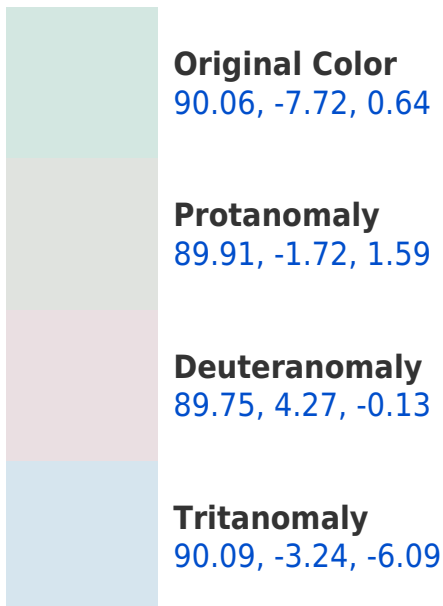 Original Color
90.06, -7.72, 0.64
Protanomaly
89.91, -1.72, 1.59
Deuteranomaly
89.75, 4.27, -0.13
Tritanomaly
90.09, -3.24, -6.09